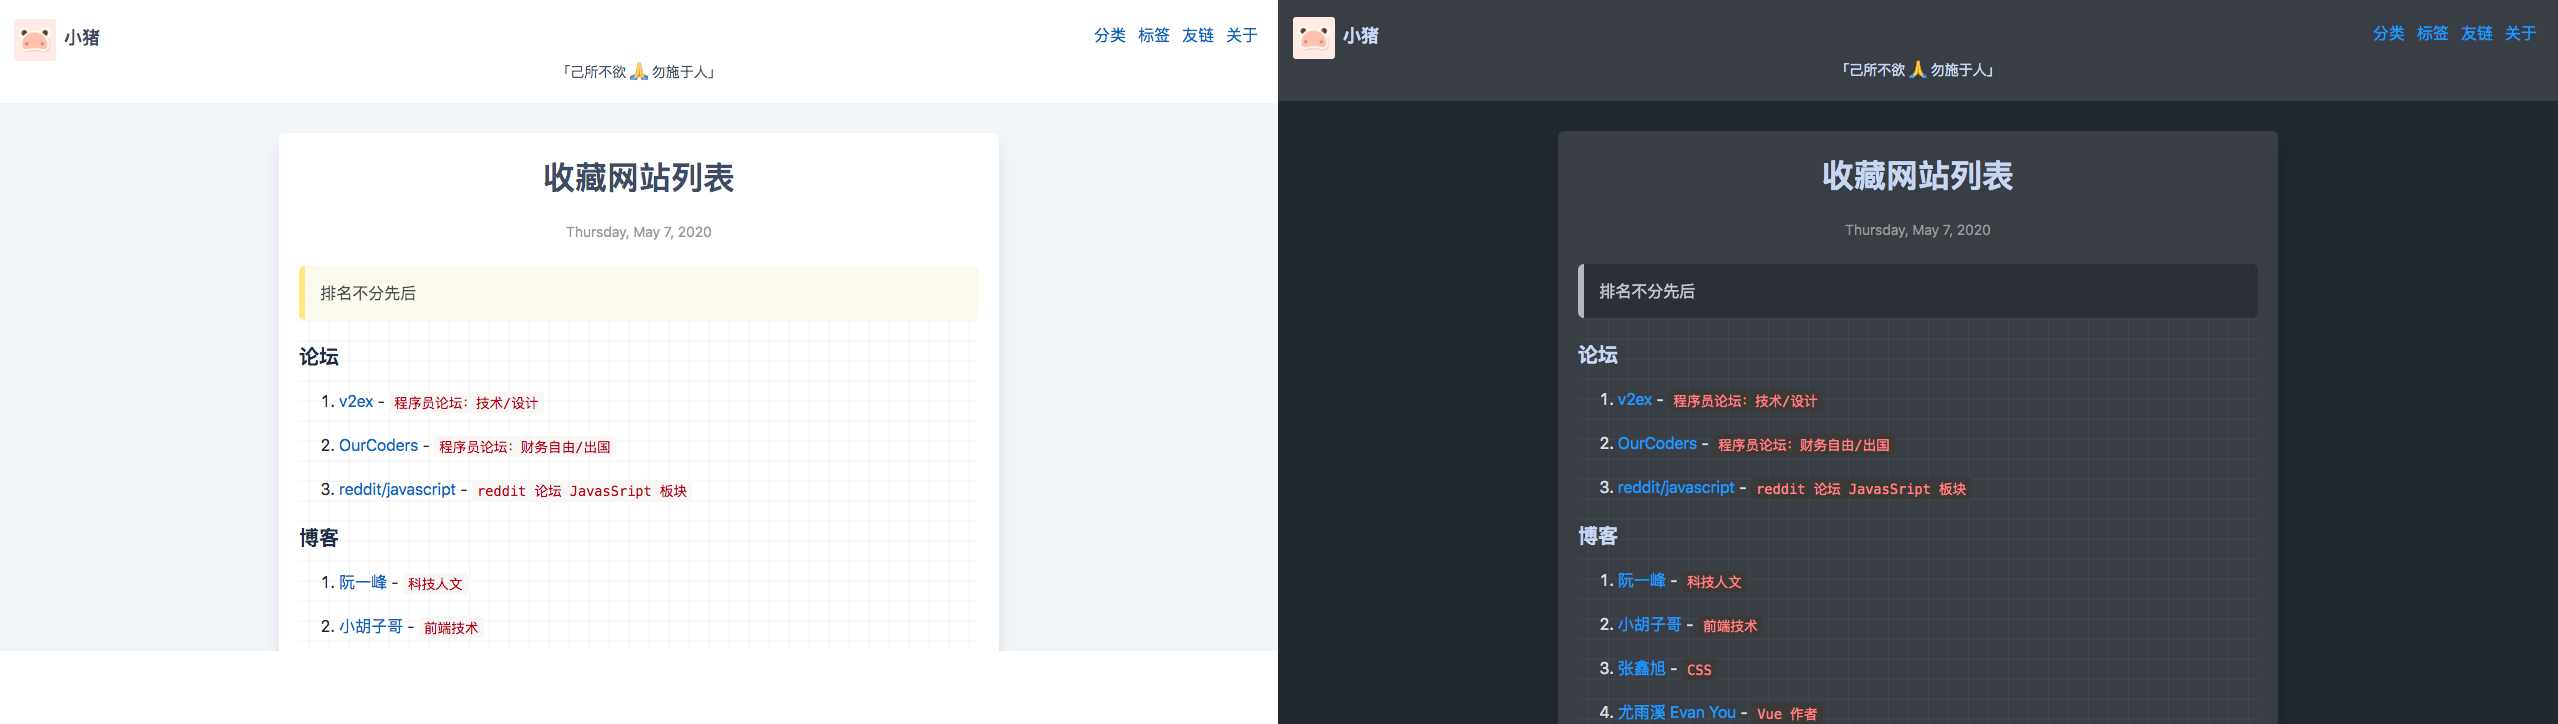 小猪
分类 标签 友链 关于
「己所不欲 🙏 勿施于人」
收藏网站列表
Thursday, May 7, 2020
排名不分先后
论坛
1. v2ex - 程序员论坛：技术/设计
2. OurCoders - 程序员论坛：财务自由/出国
3. reddit/javascript - reddit 论坛 JavasSript 板块
博客
1. 阮一峰 - 科技人文
2. 小胡子哥 - 前端技术
小猪
分类 标签 友链 关于
「己所不欲 🙏 勿施于人」
收藏网站列表
Thursday, May 7, 2020
排名不分先后
论坛
1. v2ex - 程序员论坛：技术/设计
2. OurCoders - 程序员论坛：财务自由/出国
3. reddit/javascript - reddit 论坛 JavasSript 板块
博客
1. 阮一峰 - 科技人文
2. 小胡子哥 - 前端技术
3. 张鑫旭 - CSS
4. 尤雨溪 Evan You - Vue 作者